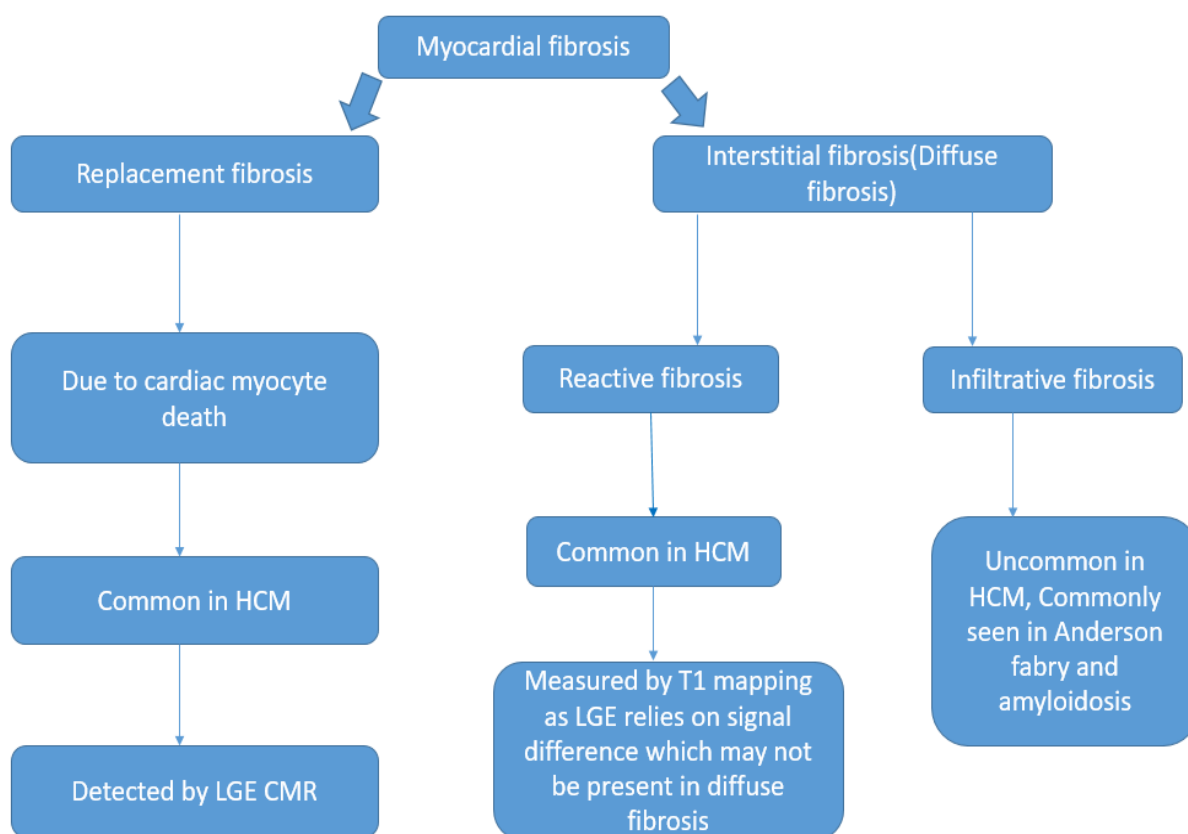 Myocardial fibrosis
Replacement fibrosis
Interstitial fibrosis(Diffuse
fibrosis)
Due to cardiac myocyte
death
Reactive fibrosis
Infiltrative fibrosis
Common in HCM
Common in HCM
Uncommon in
HCM, Commonly
seen in Anderson
fabry and
amyloidosis
Detected by LGE CMR
Measured by T1 mapping
as LGE relies on signal
difference which may not
be present in diffuse
fibrosis